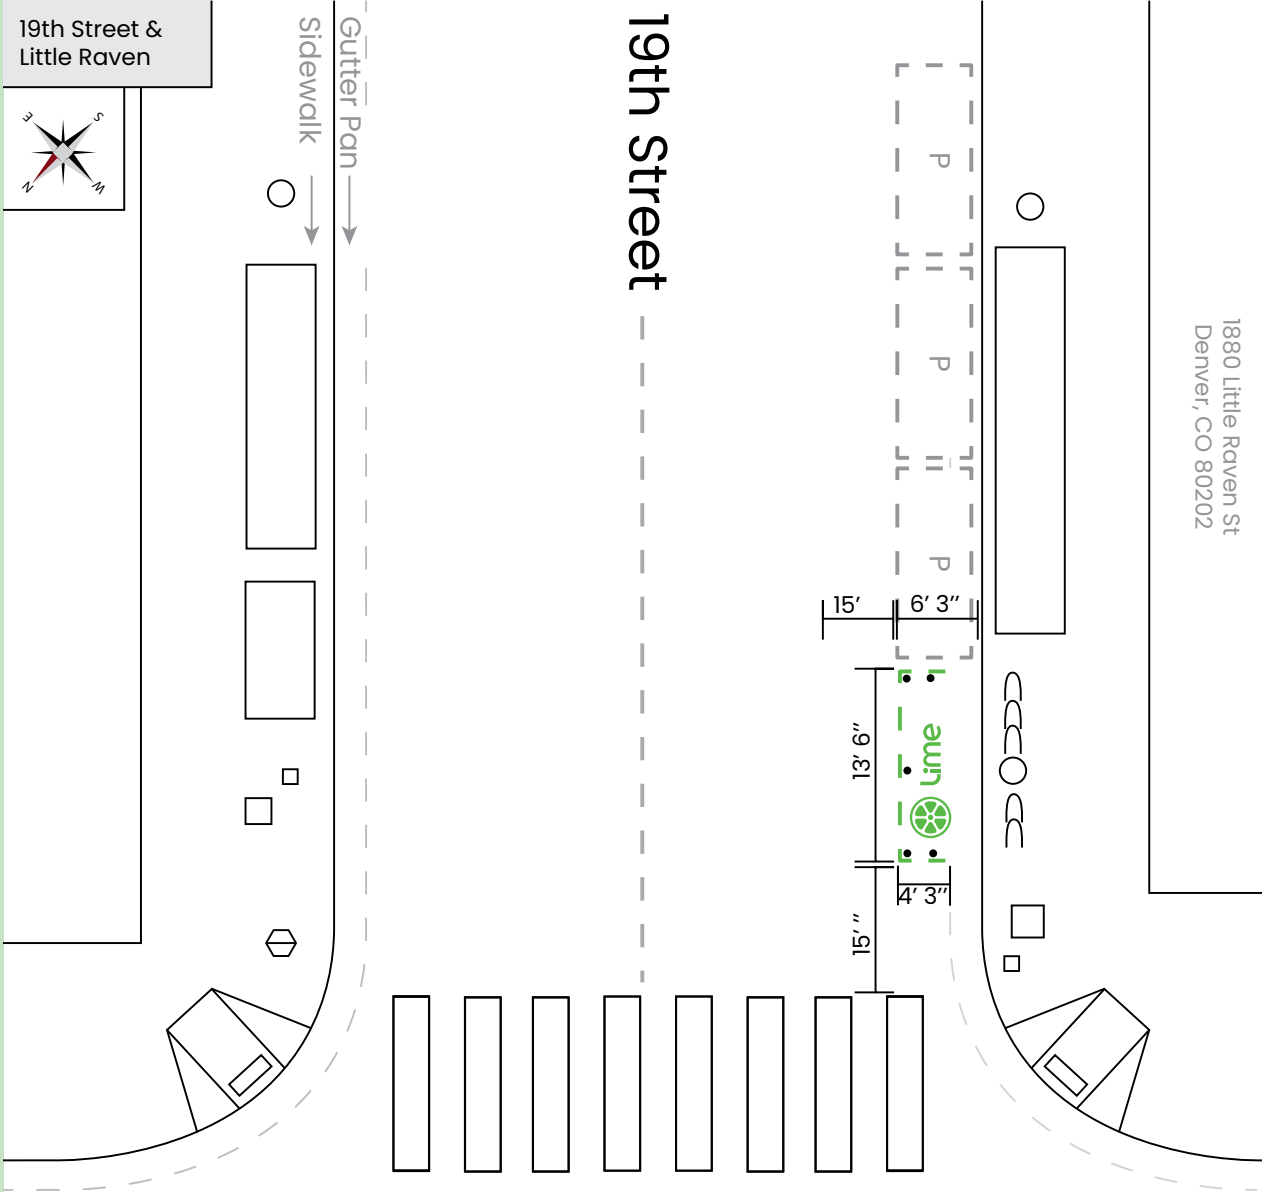 19th Street &
Little Raven
E
S
N
W
Sidewalk
Gutter Pan
19th Street
P
P
P
1880 Little Raven St
Denver, CO 80202
15’
6’ 3’’
13’ 6’’
Lime
4’ 3’’
15’ ’’